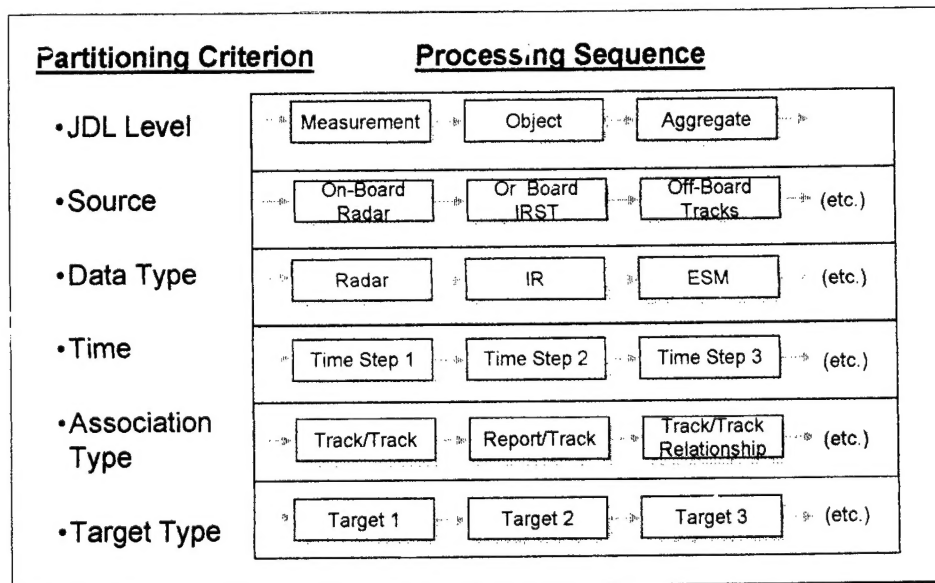 Partitioning Criterion Processing Sequence
•JDL Level Measurement Object Aggregate
•Source On-Board Radar Or Board IRST Off-Board Tracks (etc.)
•Data Type Radar IR ESM (etc.)
•Time Time Step 1 Time Step 2 Time Step 3 (etc.)
•Association Type Track/Track Report/Track Track/Track Relationship (etc.)
•Target Type Target 1 Target 2 Target 3 (etc.)